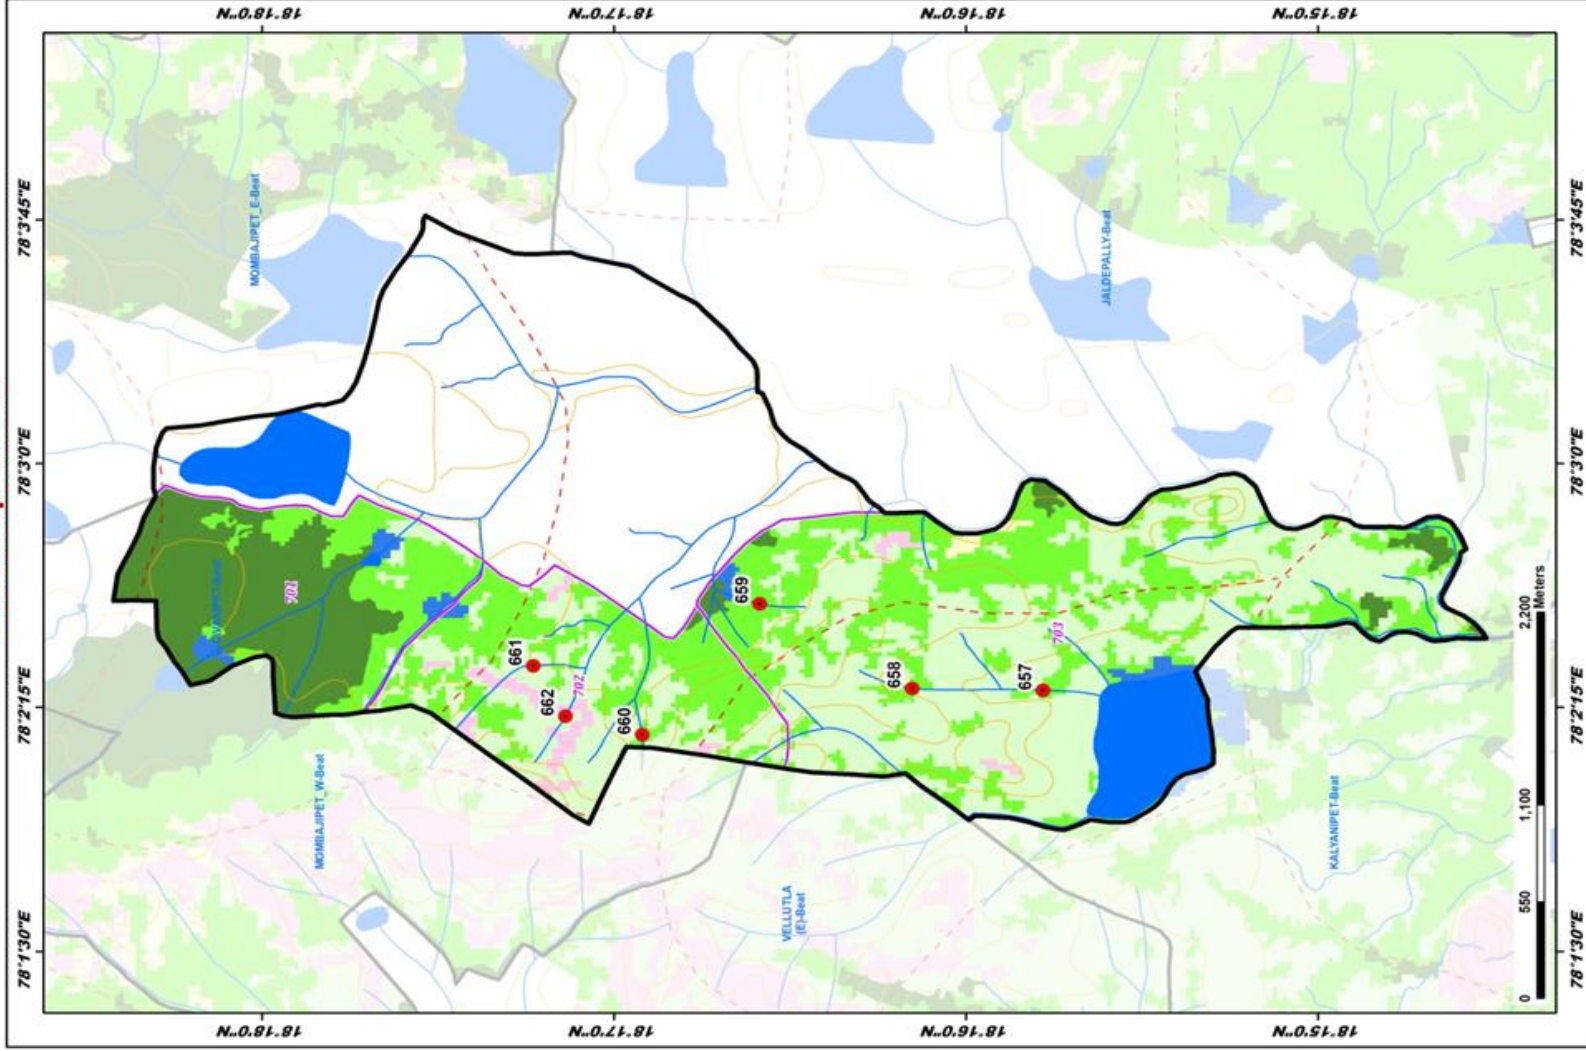 18°18'0"N
18°17'0"N
18°16'0"N
18°15'0"N
78°3'45"E
78°3'45"E
MOMBAJIPET_E-Beat
JALDEPALLY-Beat
78°3'0"E
78°3'0"E
701
659
703
661
702
662
660
658
657
78°2'15"E
78°2'15"E
MOMBAJIPET_W-Beat
VELLUTLA
(E)-Beat
KALYANIPET-Beat
78°1'30"E
78°1'30"E
0
550
1,100
2,200
Meters
18°18'0"N
18°17'0"N
18°16'0"N
18°15'0"N